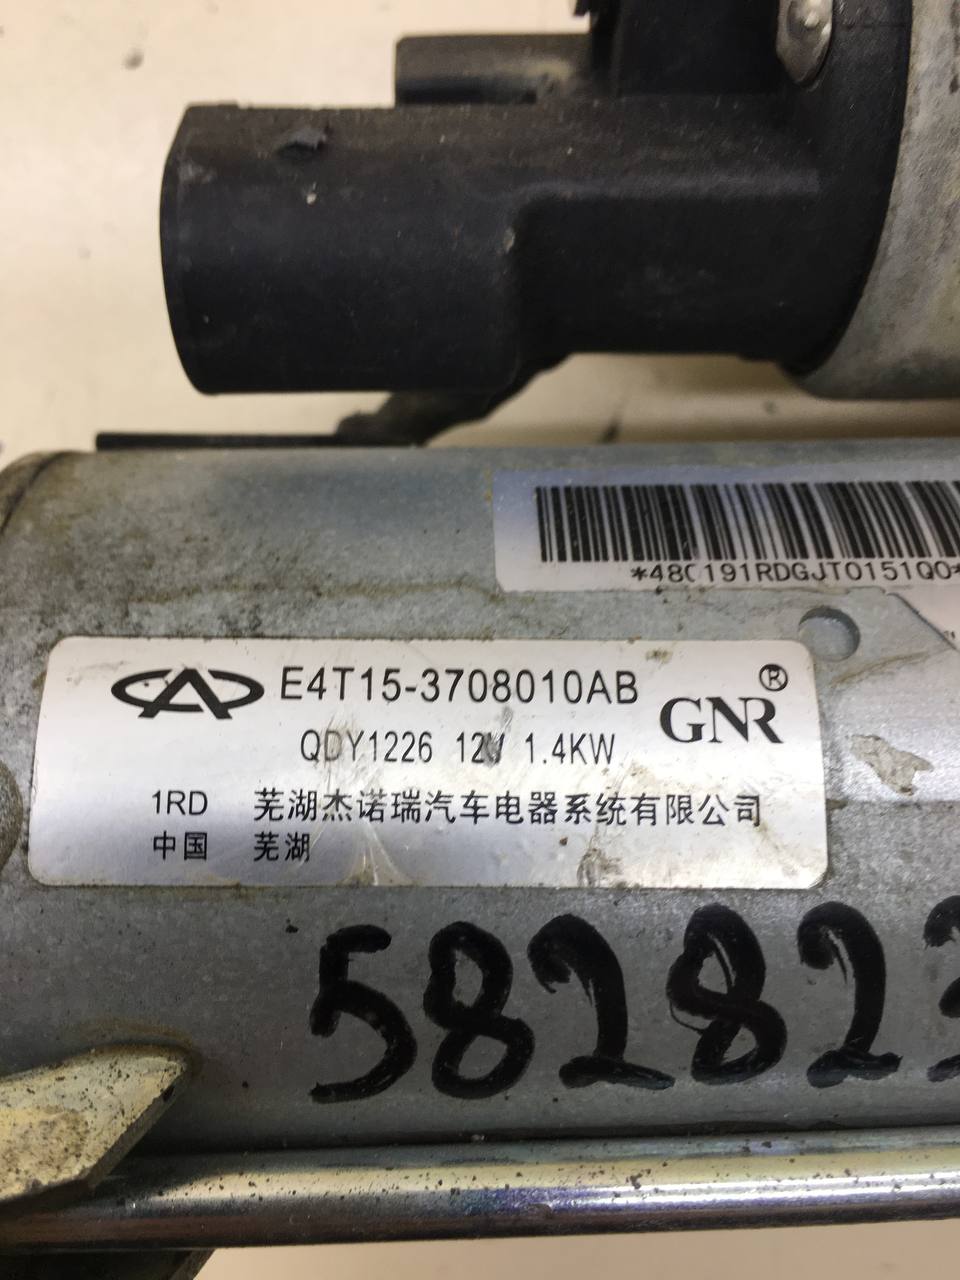 *480191RDGJT0151Q0*
E4T15-3708010AB
GNR®
QDY1226 12V 1.4KW
1RD 芜湖杰诺瑞汽车电器系统有限公司
中国 芜湖
582823